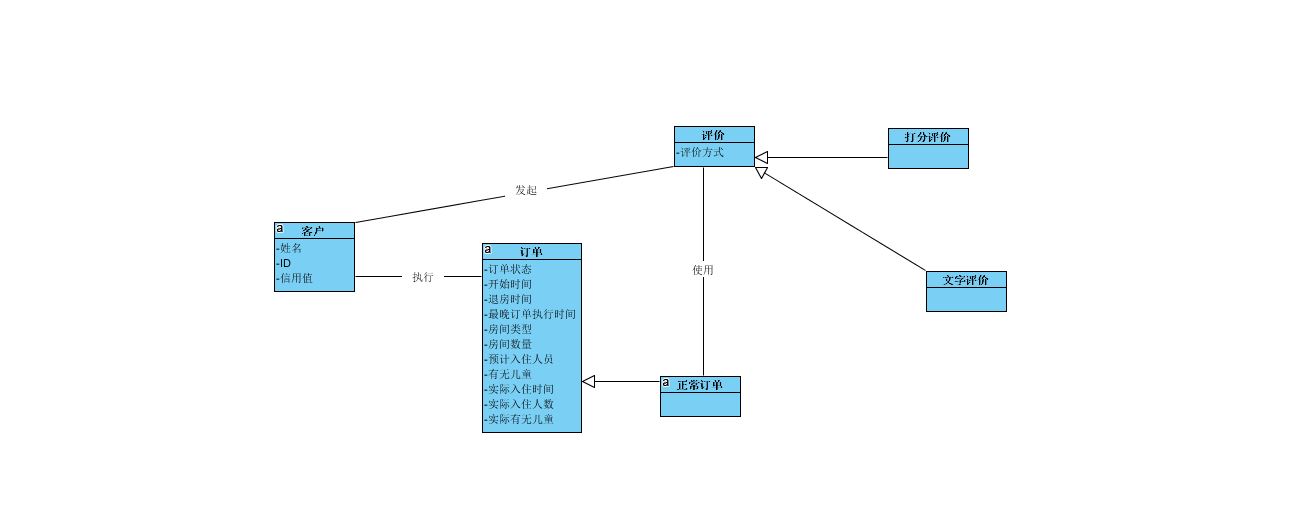 评价
-评价方式
打分评价
发起
a 客户
-姓名
-ID
-信用值
执行
a 订单
-订单状态
-开始时间
-退房时间
-最晚订单执行时间
-房间类型
-房间数量
-预计入住人员
-有无儿童
-实际入住时间
-实际入住人数
-实际有无儿童
使用
文字评价
a 正常订单